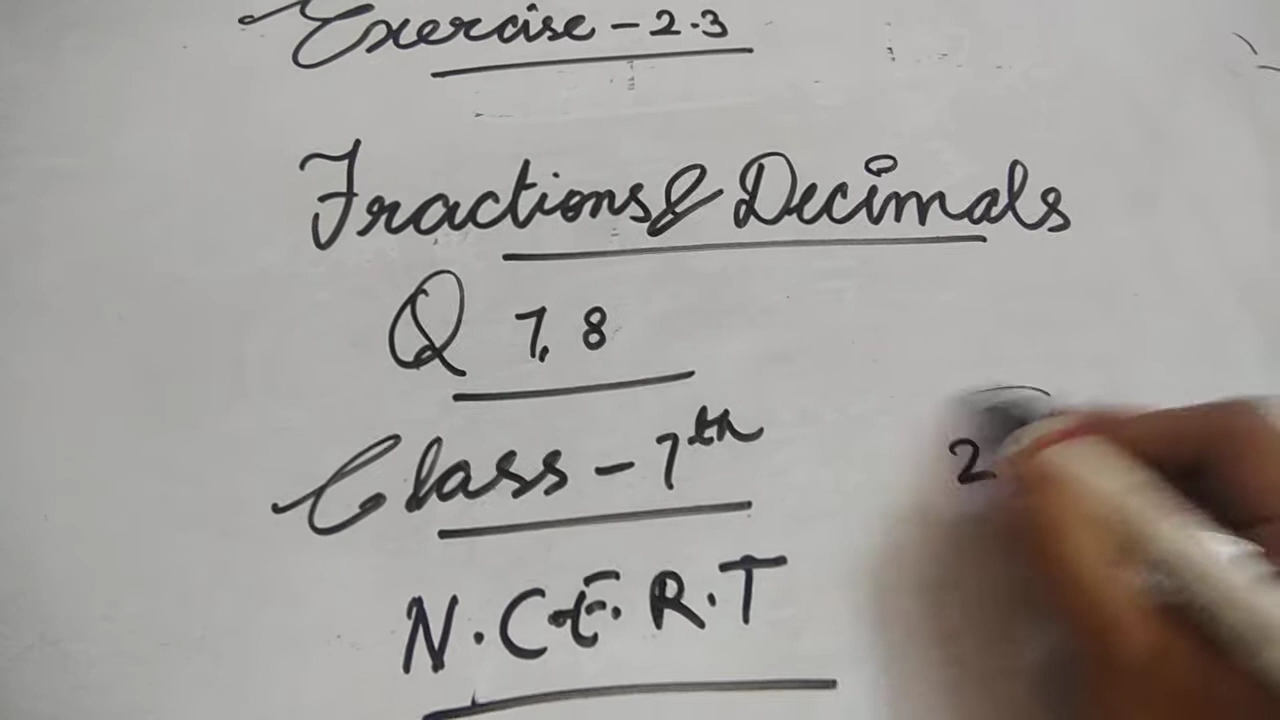 Exercise - 2.3
Fractions & Decimals
Q 7, 8
Class - 7th
N.C.E.R.T
2